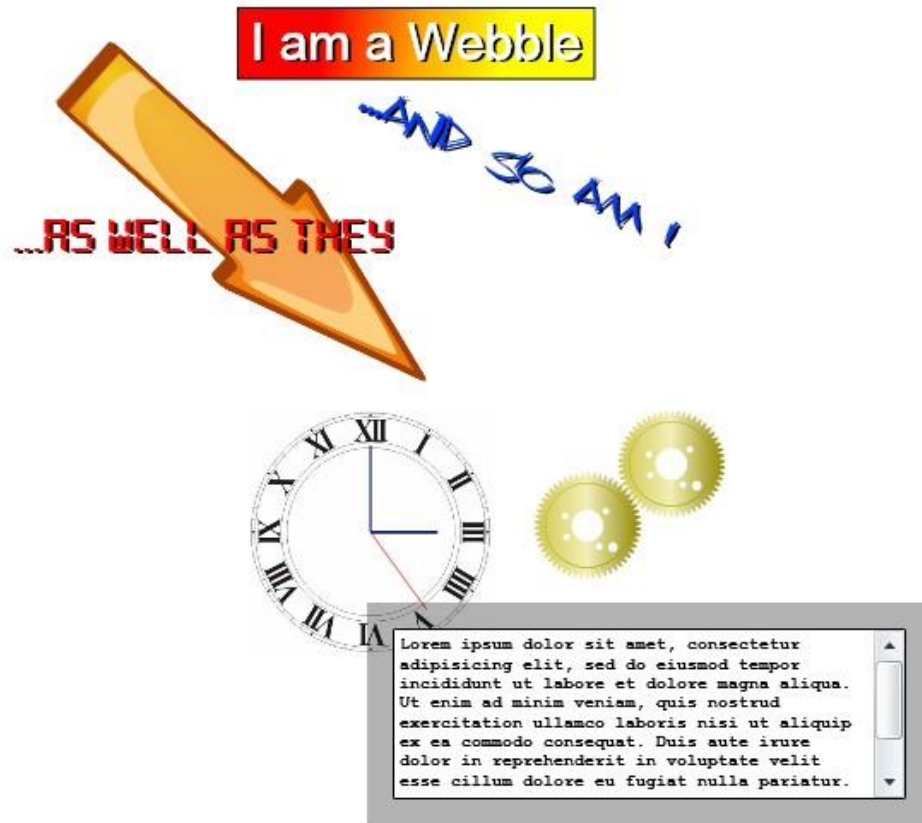 I am a Webble
...AND SO AM I
...AS WELL AS THEY
XII
I
II
III
IIII
V
VI
VII
VIII
IX
X
XI
Lorem ipsum dolor sit amet, consectetur
adipisicing elit, sed do eiusmod tempor
incididunt ut labore et dolore magna aliqua.
Ut enim ad minim veniam, quis nostrud
exercitation ullamco laboris nisi ut aliquip
ex ea commodo consequat. Duis aute irure
dolor in reprehenderit in voluptate velit
esse cillum dolore eu fugiat nulla pariatur.